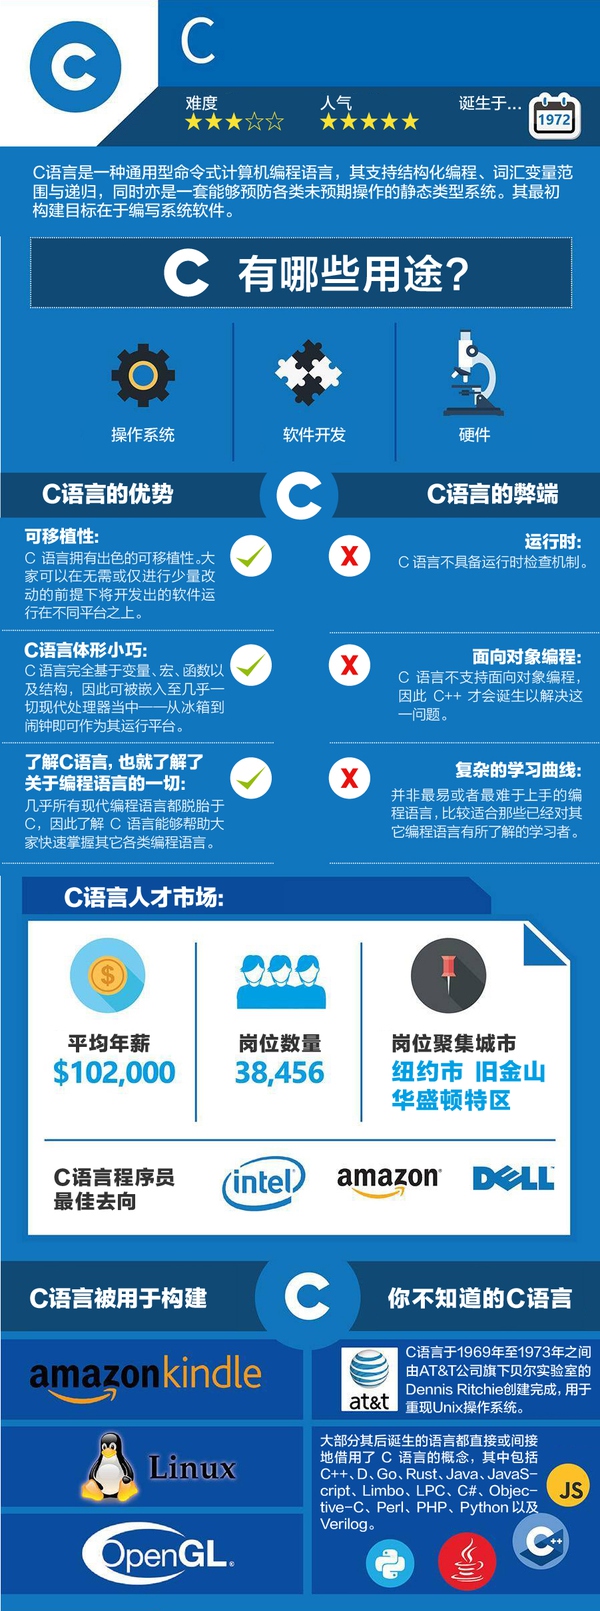 C
C
难度
人气
诞生于...
1972
C语言是一种通用型命令式计算机编程语言，其支持结构化编程、词汇变量范
围与递归，同时亦是一套能够预防各类未预期操作的静态类型系统。其最初
构建目标在于编写系统软件。
C 有哪些用途?
操作系统
软件开发
硬件
C语言的优势
C
C语言的弊端
可移植性:
C 语言拥有出色的可移植性。大
家可以在无需或仅进行少量改
动的前提下将开发出的软件运
行在不同平台之上。
X
运行时:
C 语言不具备运行时检查机制。
C语言体形小巧:
C 语言完全基于变量、宏、函数以
及结构，因此可被嵌入至几乎一
切现代处理器当中——从冰箱到
闹钟即可作为其运行平台。
X
面向对象编程:
C 语言不支持面向对象编程，
因此 C++ 才会诞生以解决这
一问题。
了解C语言, 也就了解了
关于编程语言的一切:
几乎所有现代编程语言都脱胎于
C，因此了解 C 语言能够帮助大
家快速掌握其它各类编程语言。
X
复杂的学习曲线:
并非最易或者最难于上手的编
程语言，比较适合那些已经对其
它编程语言有所了解的学习者。
C语言人才市场:
$
平均年薪
$102,000
岗位数量
38,456
岗位聚集城市
纽约市 旧金山
华盛顿特区
C语言程序员
最佳去向
intel
amazon
DELL
C语言被用于构建
C
你不知道的C语言
amazonkindle
Linux
OpenGL
at&t
C语言于1969年至1973年之间
由AT&T公司旗下贝尔实验室的
Dennis Ritchie创建完成，用于
重现Unix操作系统。
大部分其后诞生的语言都直接或间接
地借用了 C 语言的概念，其中包括
C++、D、Go、Rust、Java、JavaS-
cript、Limbo、LPC、C#、Objec-
tive-C、Perl、PHP、Python 以及
Verilog。
JS
C++